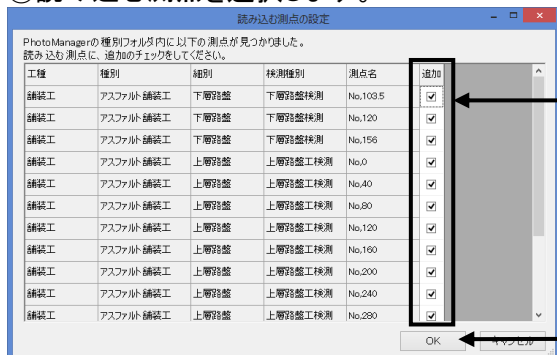 読み込む測点の設定
PhotoManagerの種別フォルダ内に以下の測点が見つかりました。
読み込む測点に、追加のチェックをしてください。
工種 種別 細別 検測種別 測点名 追加
舗装工 アスファルト舗装工 下層路盤 下層路盤検測 No,103.5
舗装工 アスファルト舗装工 下層路盤 下層路盤検測 No,120
舗装工 アスファルト舗装工 下層路盤 下層路盤検測 No,156
舗装工 アスファルト舗装工 上層路盤 上層路盤工検測 No,0
舗装工 アスファルト舗装工 上層路盤 上層路盤工検測 No,40
舗装工 アスファルト舗装工 上層路盤 上層路盤工検測 No,80
舗装工 アスファルト舗装工 上層路盤 上層路盤工検測 No,120
舗装工 アスファルト舗装工 上層路盤 上層路盤工検測 No,160
舗装工 アスファルト舗装工 上層路盤 上層路盤工検測 No,200
舗装工 アスファルト舗装工 上層路盤 上層路盤工検測 No,240
舗装工 アスファルト舗装工 上層路盤 上層路盤工検測 No,280
OK キャンセル